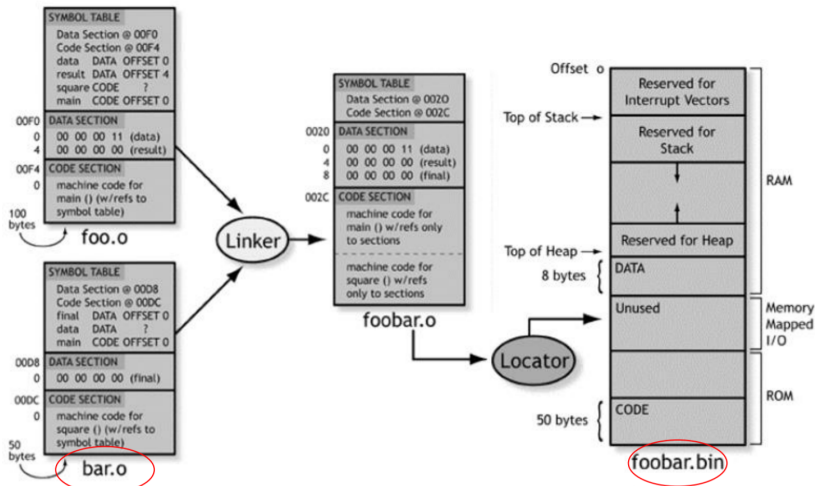 SYMBOL TABLE
Data Section @ 00F0
Code Section @ 00F4
data DATA OFFSET 0
result DATA OFFSET 4
square CODE ?
main CODE OFFSET 0
00F0 DATA SECTION
0 00 00 00 11 (data)
4 00 00 00 00 (result)
00F4 CODE SECTION
0 machine code for
main () (w/refs to
symbol table)
100
bytes
foo.o
SYMBOL TABLE
Data Section @ 00D8
Code Section @ 00DC
final DATA OFFSET 0
data DATA ?
main CODE OFFSET 0
00D8 DATA SECTION
0 00 00 00 00 (final)
00DC CODE SECTION
0 machine code for
square () (w/refs to
symbol table)
50
bytes
bar.o
Linker
SYMBOL TABLE
Data Section @ 0020
Code Section @ 002C
0020 DATA SECTION
0 00 00 00 11 (data)
4 00 00 00 00 (result)
8 00 00 00 00 (final)
002C CODE SECTION
machine code for
main () w/refs only
to sections
machine code for
square () w/refs
only to sections
foobar.o
Locator
Offset 0
Reserved for
Interrupt Vectors
Top of Stack
Reserved for
Stack
RAM
Top of Heap
Reserved for Heap
8 bytes
DATA
Unused
Memory
Mapped
I/O
ROM
50 bytes
CODE
foobar.bin